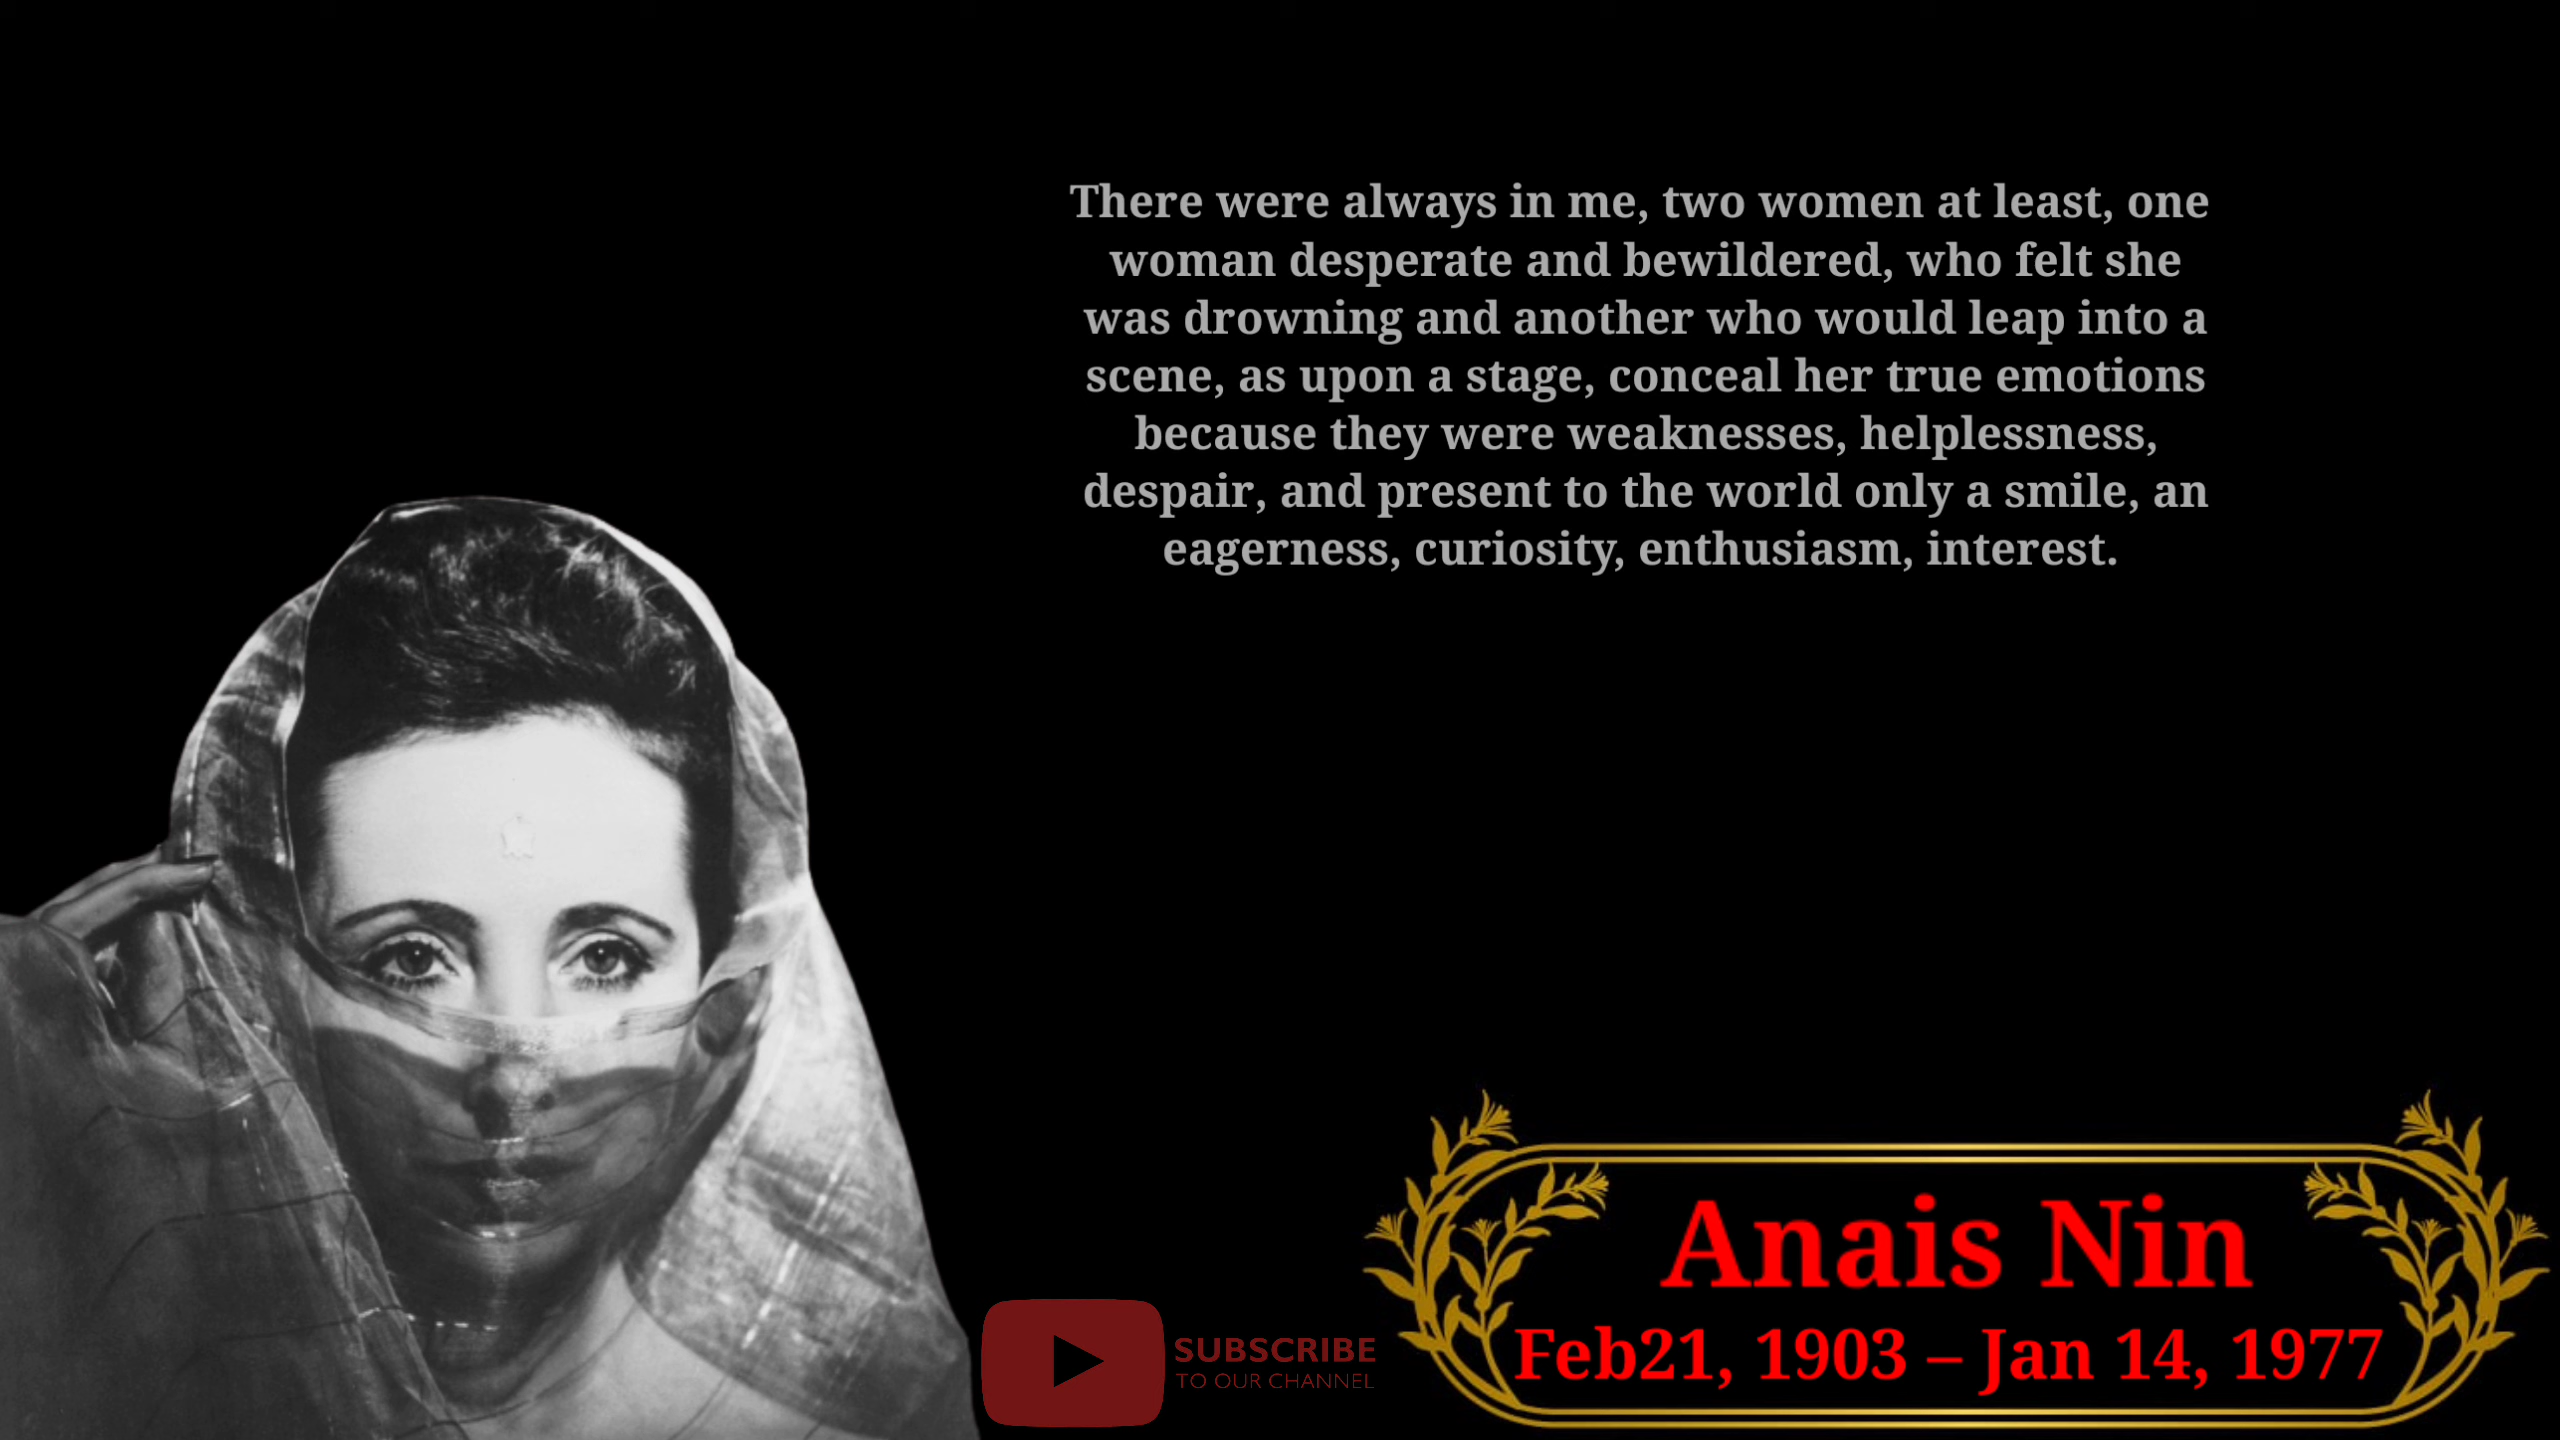 There were always in me, two women at least, one
woman desperate and bewildered, who felt she
was drowning and another who would leap into a
scene, as upon a stage, conceal her true emotions
because they were weaknesses, helplessness,
despair, and present to the world only a smile, an
eagerness, curiosity, enthusiasm, interest.
Anais Nin
Feb21, 1903 – Jan 14, 1977
SUBSCRIBE
TO OUR CHANNEL